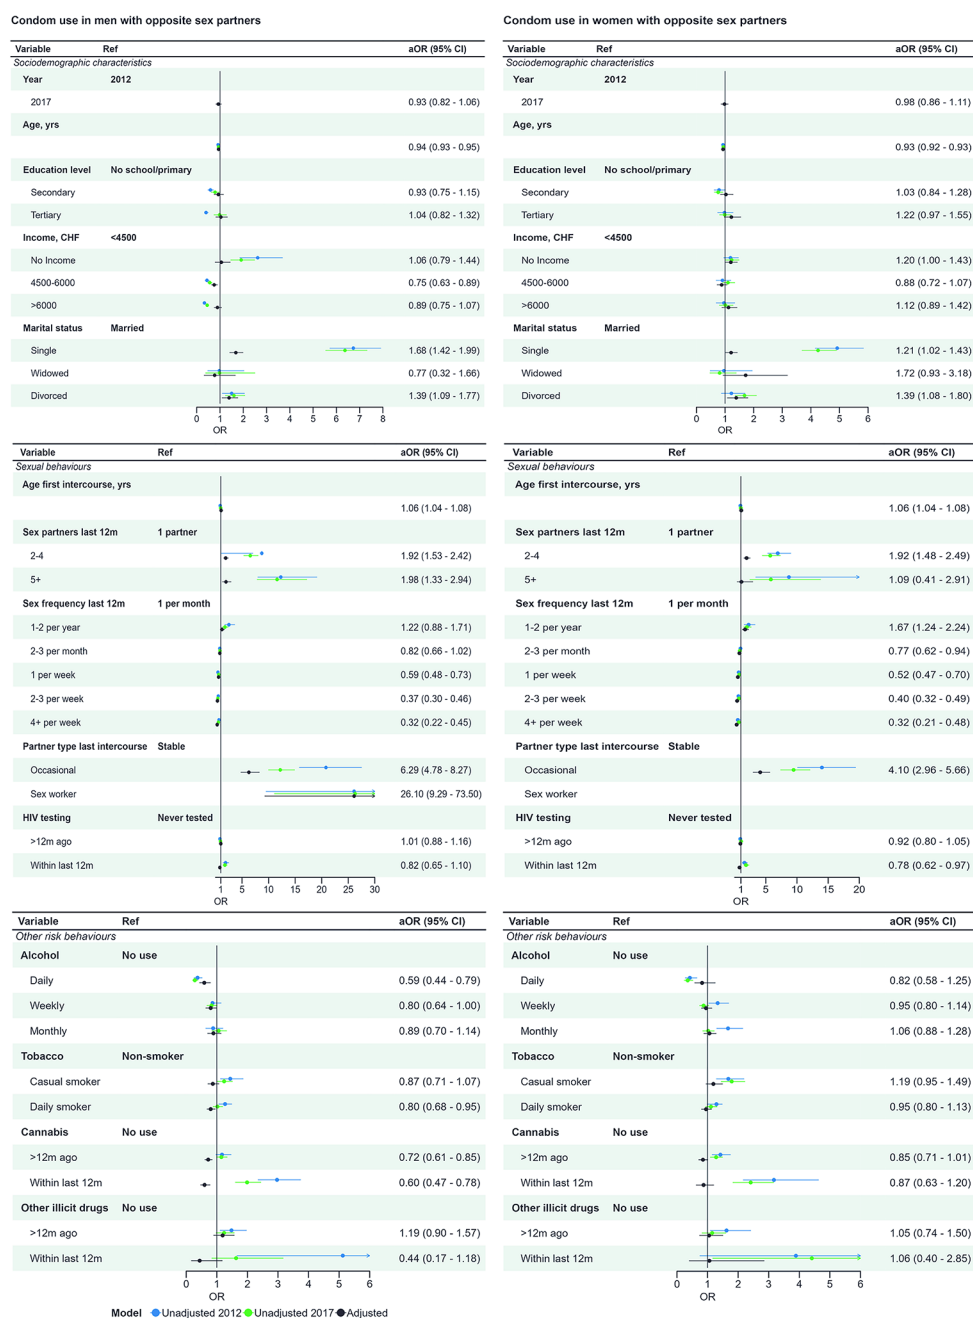 Condom use in men with opposite sex partners
Variable Ref aOR (95% CI)
Sociodemographic characteristics
Year 2012
2017 0.93 (0.82 - 1.06)
Age, yrs
0.94 (0.93 - 0.95)
Education level No school/primary
Secondary 0.93 (0.75 - 1.15)
Tertiary 1.04 (0.82 - 1.32)
Income, CHF <4500
No Income 1.06 (0.79 - 1.44)
4500-6000 0.75 (0.63 - 0.89)
>6000 0.89 (0.75 - 1.07)
Marital status Married
Single 1.68 (1.42 - 1.99)
Widowed 0.77 (0.32 - 1.66)
Divorced 1.39 (1.09 - 1.77)
0 1 2 3 4 5 6 7 8
OR
Variable Ref aOR (95% CI)
Sexual behaviours
Age first intercourse, yrs
1.06 (1.04 - 1.08)
Sex partners last 12m 1 partner
2-4 1.92 (1.53 - 2.42)
5+ 1.98 (1.33 - 2.94)
Sex frequency last 12m 1 per month
1-2 per year 1.22 (0.88 - 1.71)
2-3 per month 0.82 (0.66 - 1.02)
1 per week 0.59 (0.48 - 0.73)
2-3 per week 0.37 (0.30 - 0.46)
4+ per week 0.32 (0.22 - 0.45)
Partner type last intercourse Stable
Occasional 6.29 (4.78 - 8.27)
Sex worker 26.10 (9.29 - 73.50)
HIV testing Never tested
>12m ago 1.01 (0.88 - 1.16)
Within last 12m 0.82 (0.65 - 1.10)
1 5 10 15 20 25 30
OR
Variable Ref aOR (95% CI)
Other risk behaviours
Alcohol No use
Daily 0.59 (0.44 - 0.79)
Weekly 0.80 (0.64 - 1.00)
Monthly 0.89 (0.70 - 1.14)
Tobacco Non-smoker
Casual smoker 0.87 (0.71 - 1.07)
Daily smoker 0.80 (0.68 - 0.95)
Cannabis No use
>12m ago 0.72 (0.61 - 0.85)
Within last 12m 0.60 (0.47 - 0.78)
Other illicit drugs No use
>12m ago 1.19 (0.90 - 1.57)
Within last 12m 0.44 (0.17 - 1.18)
0 1 2 3 4 5 6
OR
Condom use in women with opposite sex partners
Variable Ref aOR (95% CI)
Sociodemographic characteristics
Year 2012
2017 0.98 (0.86 - 1.11)
Age, yrs
0.93 (0.92 - 0.93)
Education level No school/primary
Secondary 1.03 (0.84 - 1.28)
Tertiary 1.22 (0.97 - 1.55)
Income, CHF <4500
No Income 1.20 (1.00 - 1.43)
4500-6000 0.88 (0.72 - 1.07)
>6000 1.12 (0.89 - 1.42)
Marital status Married
Single 1.21 (1.02 - 1.43)
Widowed 1.72 (0.93 - 3.18)
Divorced 1.39 (1.08 - 1.80)
0 1 2 3 4 5 6
OR
Variable Ref aOR (95% CI)
Sexual behaviours
Age first intercourse, yrs
1.06 (1.04 - 1.08)
Sex partners last 12m 1 partner
2-4 1.92 (1.48 - 2.49)
5+ 1.09 (0.41 - 2.91)
Sex frequency last 12m 1 per month
1-2 per year 1.67 (1.24 - 2.24)
2-3 per month 0.77 (0.62 - 0.94)
1 per week 0.52 (0.47 - 0.70)
2-3 per week 0.40 (0.32 - 0.49)
4+ per week 0.32 (0.21 - 0.48)
Partner type last intercourse Stable
Occasional 4.10 (2.96 - 5.66)
Sex worker
HIV testing Never tested
>12m ago 0.92 (0.80 - 1.05)
Within last 12m 0.78 (0.62 - 0.97)
1 5 10 15 20
OR
Variable Ref aOR (95% CI)
Other risk behaviours
Alcohol No use
Daily 0.82 (0.58 - 1.25)
Weekly 0.95 (0.80 - 1.14)
Monthly 1.06 (0.88 - 1.28)
Tobacco Non-smoker
Casual smoker 1.19 (0.95 - 1.49)
Daily smoker 0.95 (0.80 - 1.13)
Cannabis No use
>12m ago 0.85 (0.71 - 1.01)
Within last 12m 0.87 (0.63 - 1.20)
Other illicit drugs No use
>12m ago 1.05 (0.74 - 1.50)
Within last 12m 1.06 (0.40 - 2.85)
0 1 2 3 4 5 6
OR
Model Unadjusted 2012 Unadjusted 2017 Adjusted